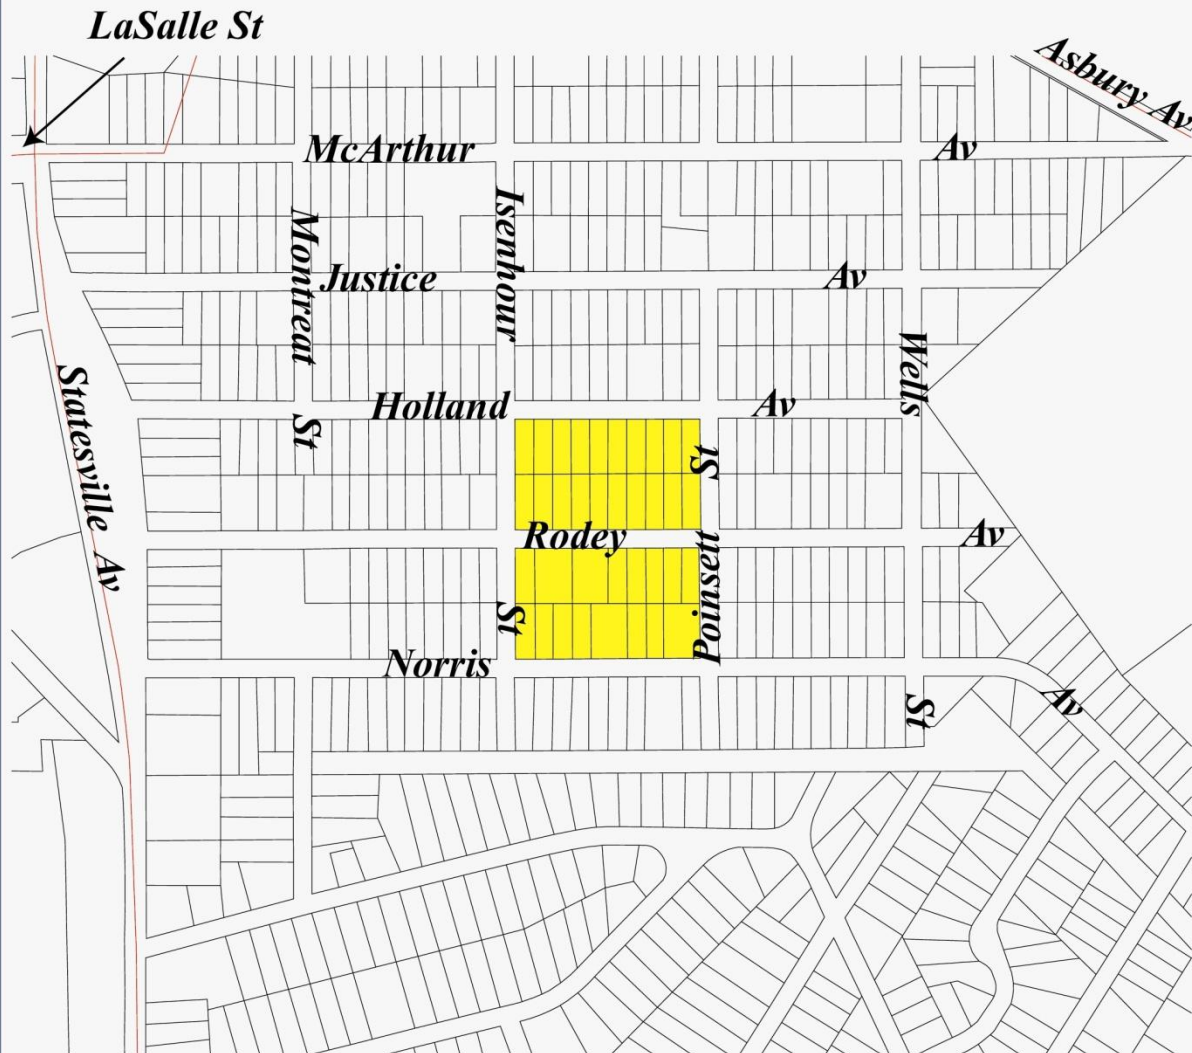 LaSalle St
Asbury Av
McArthur Av
Isenhour St
Montreat St
Justice Av
Wells St
Statesville Av
Holland Av
Poinsett St
Rodey Av
Norris Av